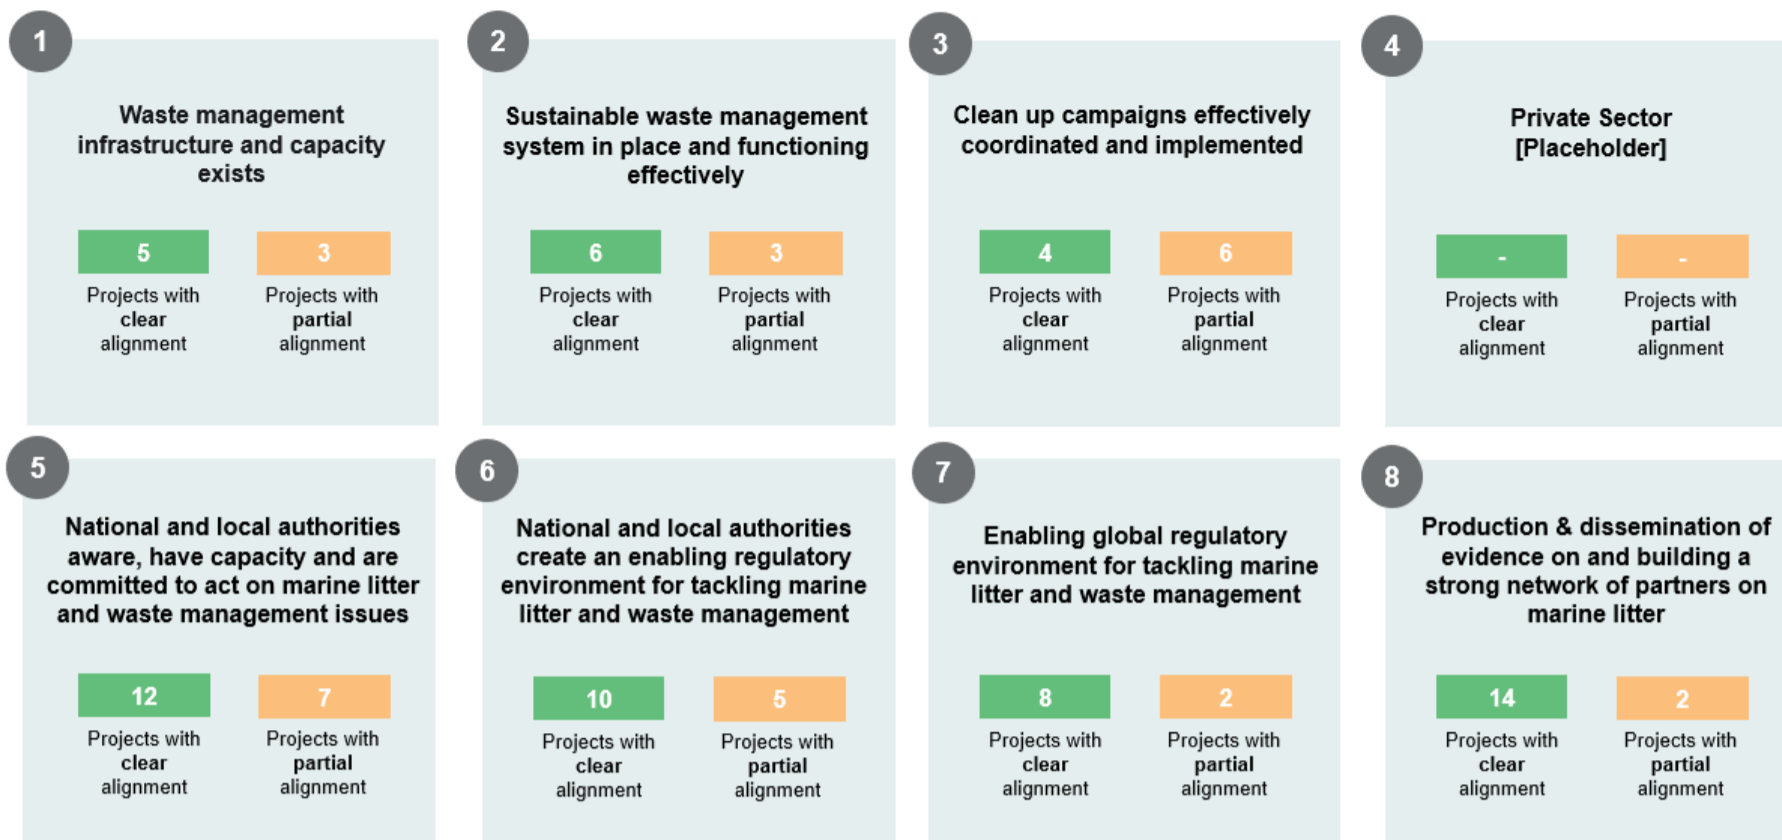 1
Waste management
infrastructure and capacity
exists
5
3
Projects with
clear
alignment
Projects with
partial
alignment
2
Sustainable waste management
system in place and functioning
effectively
6
3
Projects with
clear
alignment
Projects with
partial
alignment
3
Clean up campaigns effectively
coordinated and implemented
4
6
Projects with
clear
alignment
Projects with
partial
alignment
4
Private Sector
[Placeholder]
-
-
Projects with
clear
alignment
Projects with
partial
alignment
5
National and local authorities
aware, have capacity and are
committed to act on marine litter
and waste management issues
12
7
Projects with
clear
alignment
Projects with
partial
alignment
6
National and local authorities
create an enabling regulatory
environment for tackling marine
litter and waste management
10
5
Projects with
clear
alignment
Projects with
partial
alignment
7
Enabling global regulatory
environment for tackling marine
litter and waste management
8
2
Projects with
clear
alignment
Projects with
partial
alignment
8
Production & dissemination of
evidence on and building a
strong network of partners on
marine litter
14
2
Projects with
clear
alignment
Projects with
partial
alignment